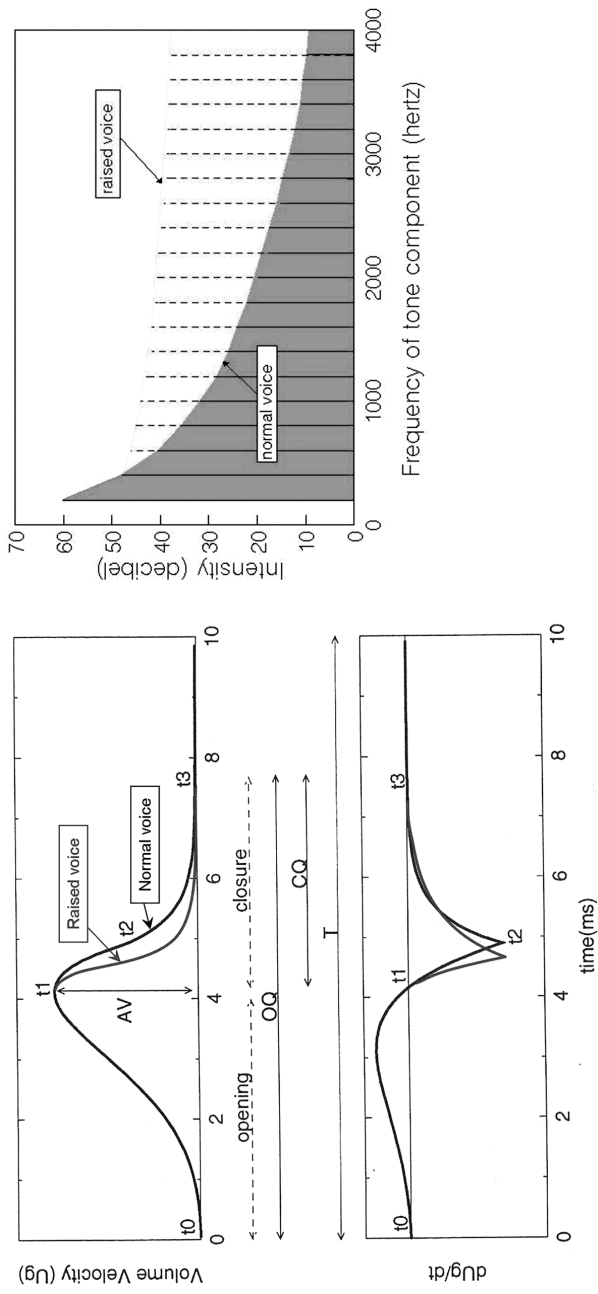 Volume Velocity (Ug)
Raised voice
Normal voice
t0
t1
t2
t3
AV
0 2 4 6 8 10
opening
closure
OQ
CQ
T
dUg/dt
t0
t1
t2
t3
0 2 4 6 8 10
time(ms)
Intensity (decibel)
70
60
50
40
30
20
10
0
raised voice
normal voice
0 1000 2000 3000 4000
Frequency of tone component (hertz)